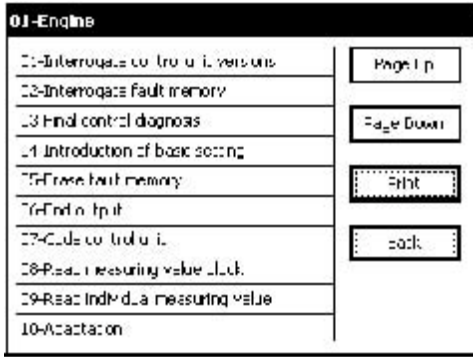 01-Engine
01-Interrogate control unit versions
02-Interrogate fault memory
03-Final control diagnosis
04-Introduction of basic setting
05-Erase fault memory
06-End output
07-Code control unit
08-Read measuring value block
09-Read individual measuring value
10-Adaptation
Page Up
Page Down
Print
Back